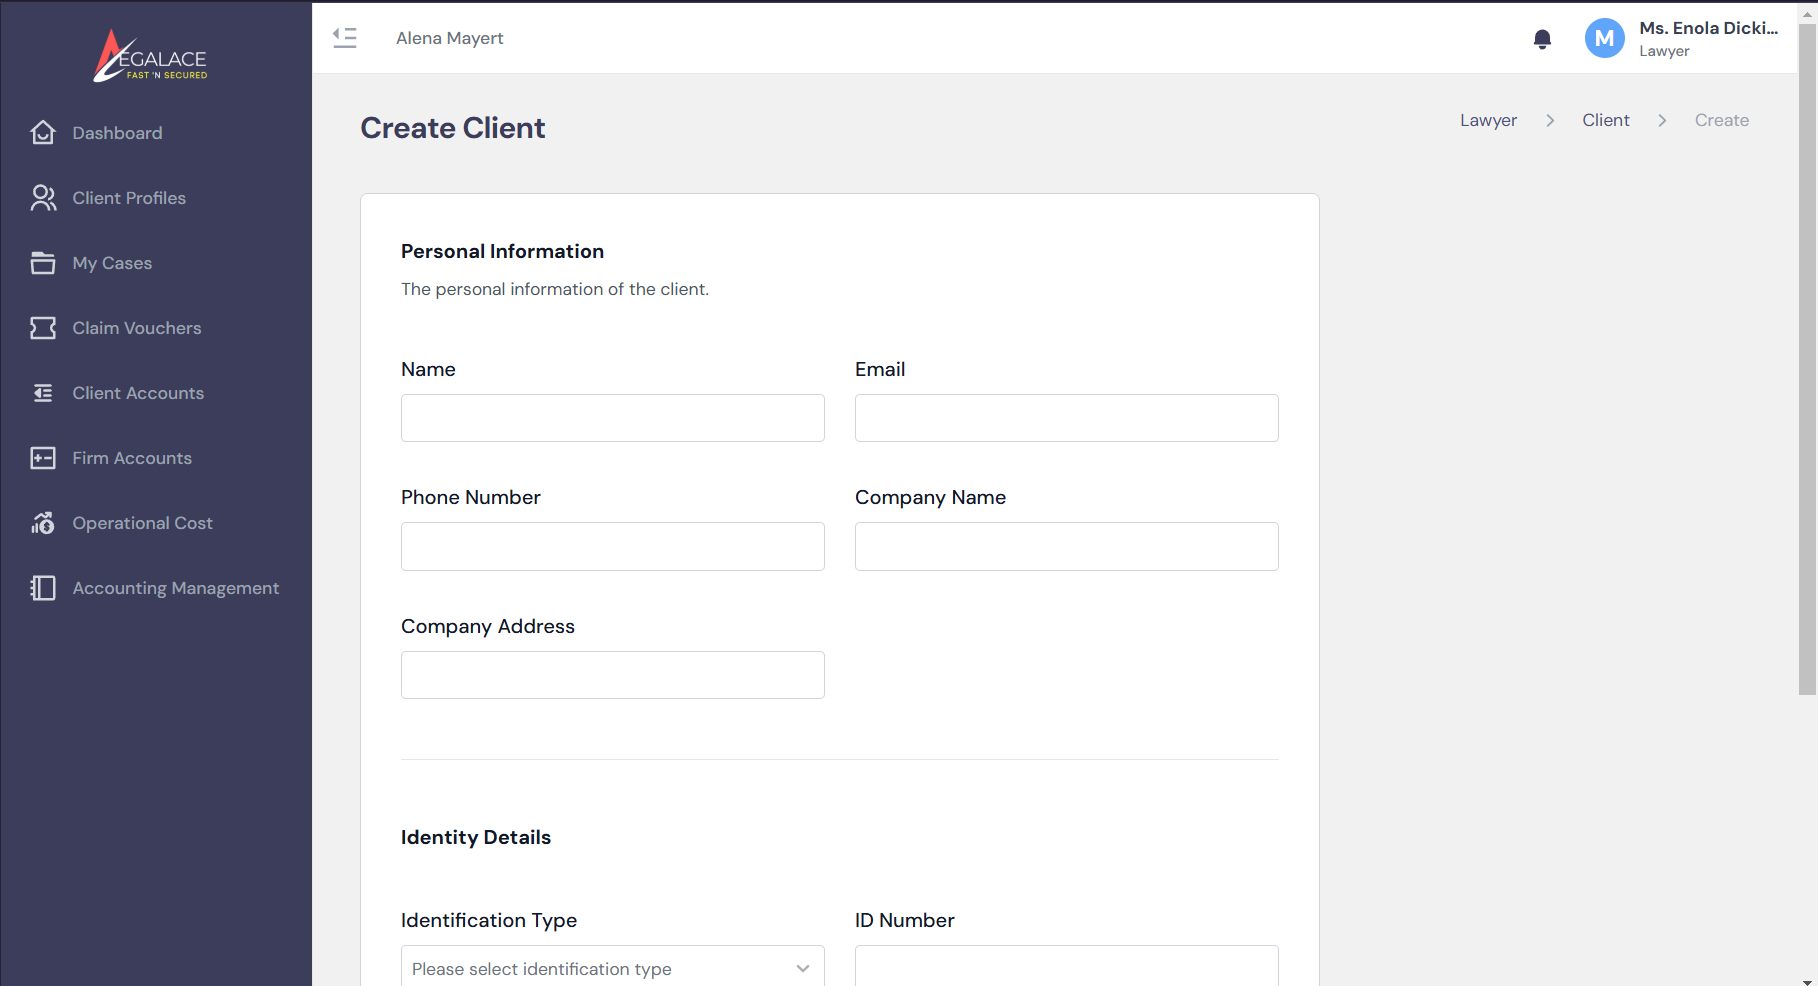 EGALACE
FAST 'N SECURED
Dashboard
Client Profiles
My Cases
Claim Vouchers
Client Accounts
Firm Accounts
Operational Cost
Accounting Management
Alena Mayert
M
Ms. Enola Dicki...
Lawyer
Create Client
Lawyer > Client > Create
Personal Information
The personal information of the client.
Name Email
Phone Number Company Name
Company Address
Identity Details
Identification Type ID Number
Please select identification type